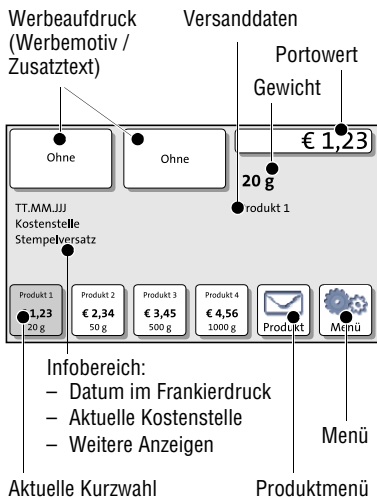 Werbeaufdruck
(Werbemotiv /
Zusatztext)
Versanddaten
Portowert
Gewicht
Ohne
Ohne
€ 1,23
20 g
TT.MM.JJJ
Kostenstelle
Stempelversatz
rodukt 1
Produkt 1
1,23
20 g
Produkt 2
€ 2,34
50 g
Produkt 3
€ 3,45
500 g
Produkt 4
€ 4,56
1000 g
Produkt
Menü
Infobereich:
– Datum im Frankierdruck
– Aktuelle Kostenstelle
– Weitere Anzeigen
Menü
Aktuelle Kurzwahl
Produktmenü